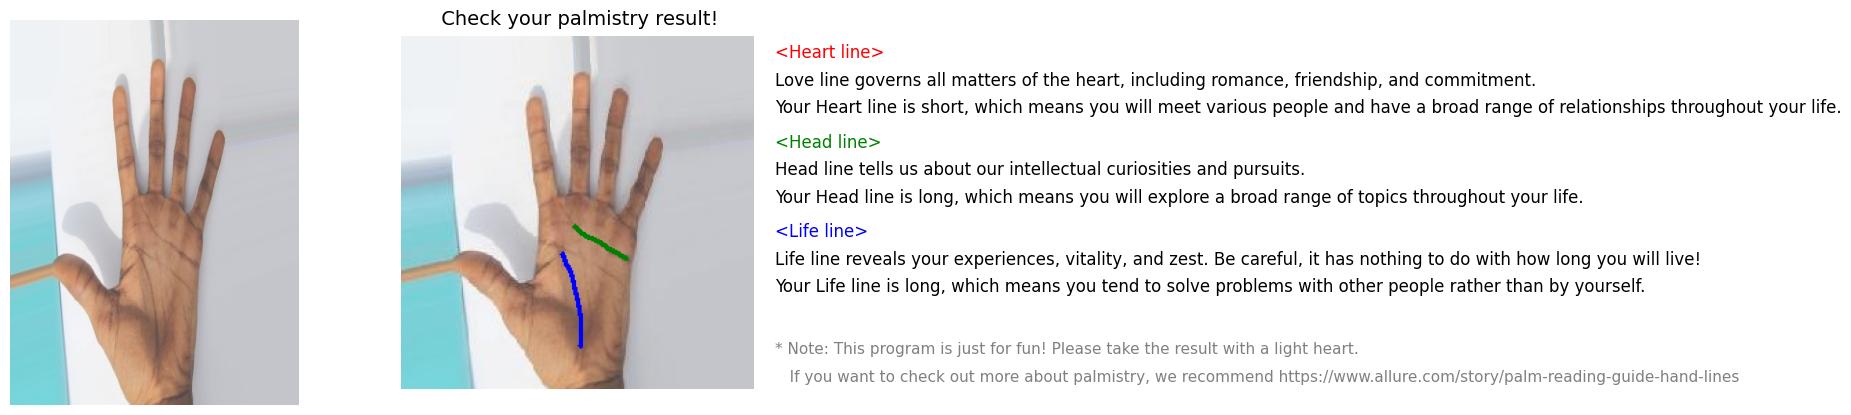 Check your palmistry result!
<Heart line>
Love line governs all matters of the heart, including romance, friendship, and commitment.
Your Heart line is short, which means you will meet various people and have a broad range of relationships throughout your life.
<Head line>
Head line tells us about our intellectual curiosities and pursuits.
Your Head line is long, which means you will explore a broad range of topics throughout your life.
<Life line>
Life line reveals your experiences, vitality, and zest. Be careful, it has nothing to do with how long you will live!
Your Life line is long, which means you tend to solve problems with other people rather than by yourself.
* Note: This program is just for fun! Please take the result with a light heart.
If you want to check out more about palmistry, we recommend https://www.allure.com/story/palm-reading-guide-hand-lines